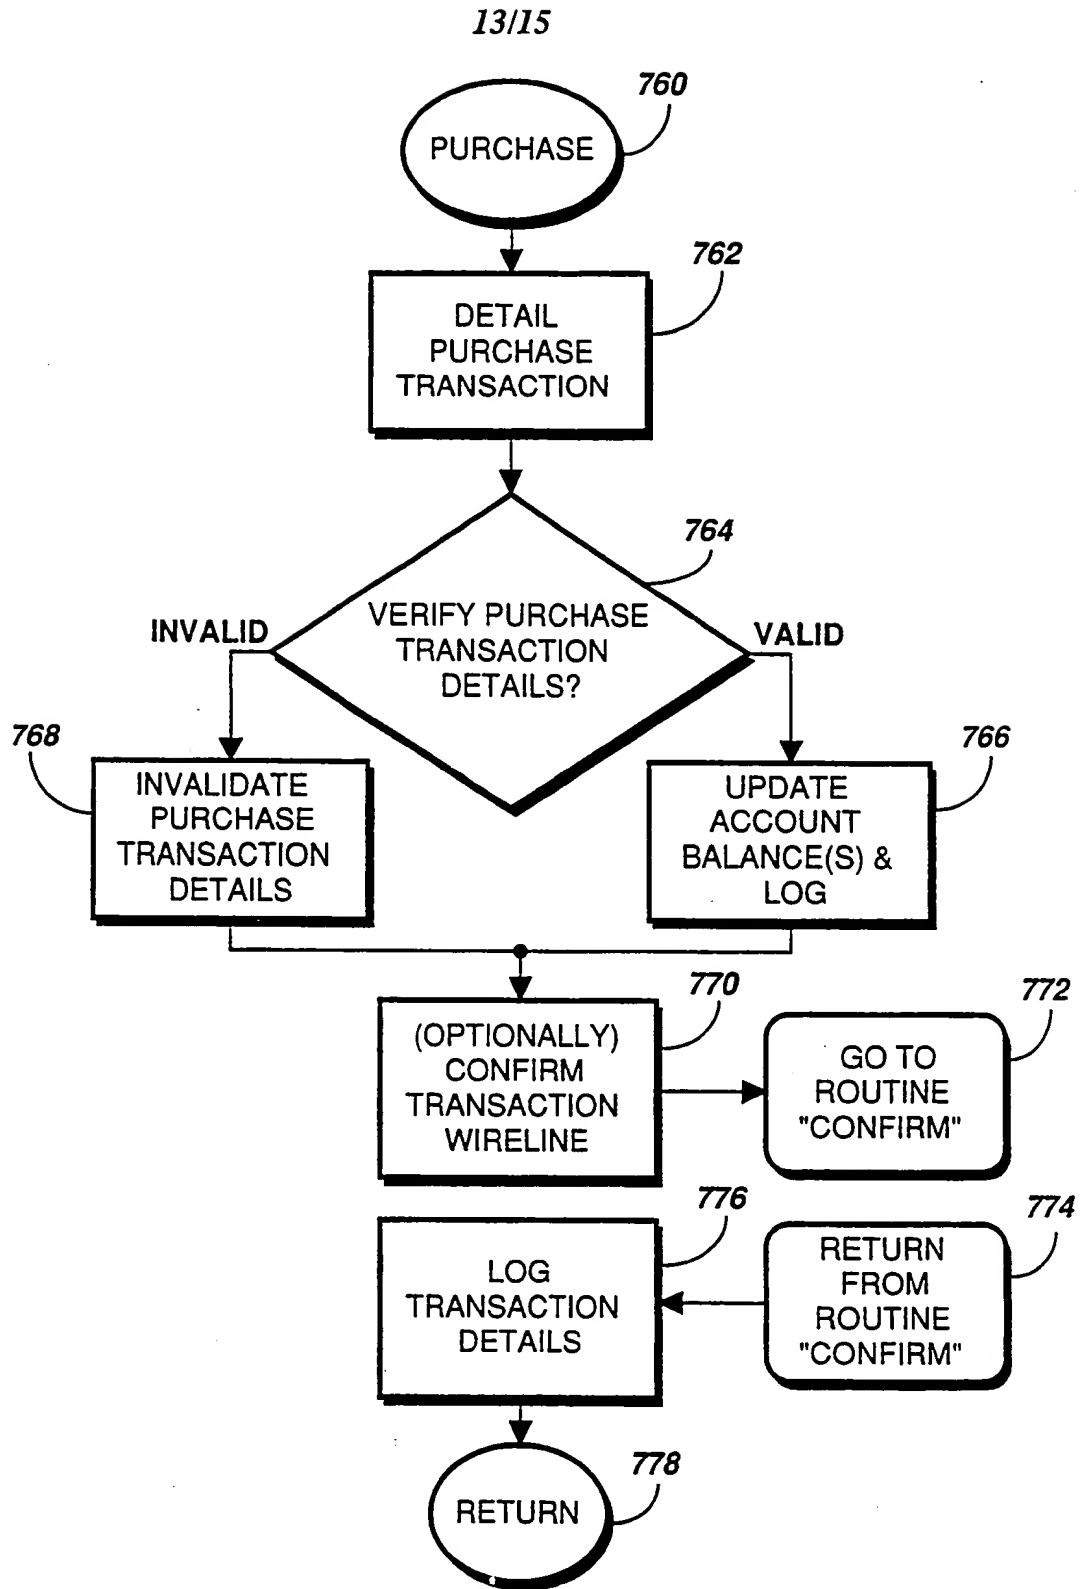 13/15
760
PURCHASE
762
DETAIL
PURCHASE
TRANSACTION
764
VERIFY PURCHASE
TRANSACTION
DETAILS?
INVALID
VALID
768
INVALIDATE
PURCHASE
TRANSACTION
DETAILS
766
UPDATE
ACCOUNT
BALANCE(S) &
LOG
770
(OPTIONALLY)
CONFIRM
TRANSACTION
WIRELINE
772
GO TO
ROUTINE
"CONFIRM"
776
LOG
TRANSACTION
DETAILS
774
RETURN
FROM
ROUTINE
"CONFIRM"
778
RETURN